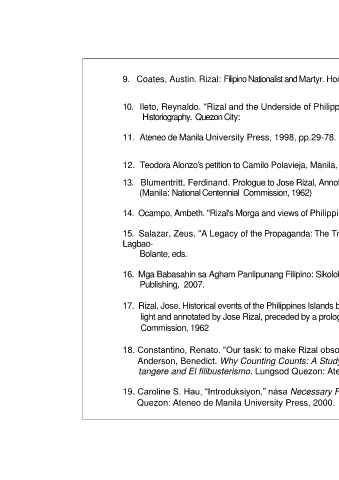 9. Coates, Austin. Rizal: Filipino Nationalist and Martyr. Ho
10. Ileto, Reynaldo. "Rizal and the Underside of Philipp
Historiography. Quezon City:
11. Ateneo de Manila University Press, 1998, pp.29-78.
12. Teodora Alonzo's petition to Camilo Polavieja, Manila,
13. Blumentritt, Ferdinand. Prologue to Jose Rizal, Annot
(Manila: National Centennial Commission, 1962)
14. Ocampo, Ambeth. "Rizal's Morga and views of Philippi
15. Salazar, Zeus. "A Legacy of the Propaganda: The Tr
Lagbao-
Bolante, eds.
16. Mga Babasahin sa Agham Panlipunang Filipino: Sikolo
Publishing, 2007.
17. Rizal, Jose. Historical events of the Philippines Islands b
light and annotated by Jose Rizal, preceded by a prolog
Commission, 1962
18. Constantino, Renato. "Our task: to make Rizal obso
Anderson, Benedict. Why Counting Counts: A Study
tangere and El filibusterismo. Lungsod Quezon: Ate
19. Caroline S. Hau, "Introduksiyon," nása Necessary F
Quezon: Ateneo de Manila University Press, 2000.